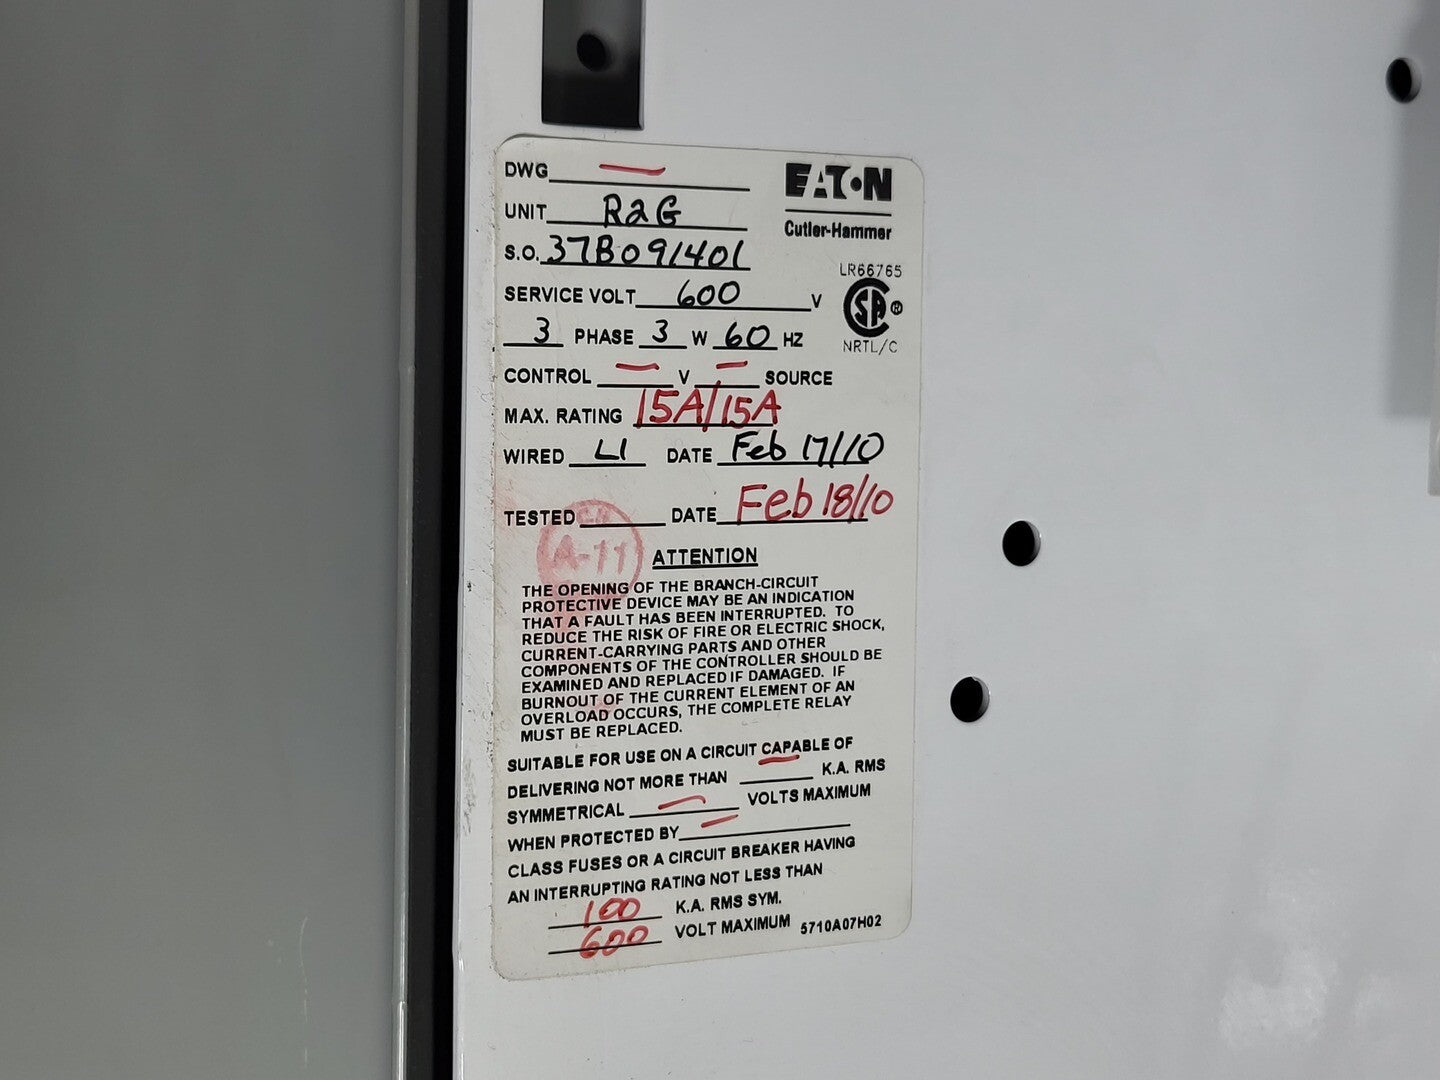 DWG —
EATON
UNIT R2G
Cutler-Hammer
S.O. 37B091401
LR66765
SERVICE VOLT 600 V
SA ®
3 PHASE 3 W 60 HZ
NRTL/C
CONTROL — V — SOURCE
MAX. RATING 15A/15A
WIRED LI DATE Feb 17/10
TESTED DATE Feb 18/10
A-11
ATTENTION
THE OPENING OF THE BRANCH-CIRCUIT
PROTECTIVE DEVICE MAY BE AN INDICATION
THAT A FAULT HAS BEEN INTERRUPTED. TO
REDUCE THE RISK OF FIRE OR ELECTRIC SHOCK,
CURRENT-CARRYING PARTS AND OTHER
COMPONENTS OF THE CONTROLLER SHOULD BE
EXAMINED AND REPLACED IF DAMAGED. IF
BURNOUT OF THE CURRENT ELEMENT OF AN
OVERLOAD OCCURS, THE COMPLETE RELAY
MUST BE REPLACED.
SUITABLE FOR USE ON A CIRCUIT CAPABLE OF
DELIVERING NOT MORE THAN — K.A. RMS
SYMMETRICAL — VOLTS MAXIMUM
WHEN PROTECTED BY —
CLASS FUSES OR A CIRCUIT BREAKER HAVING
AN INTERRUPTING RATING NOT LESS THAN
100 K.A. RMS SYM.
600 VOLT MAXIMUM 5710A07H02